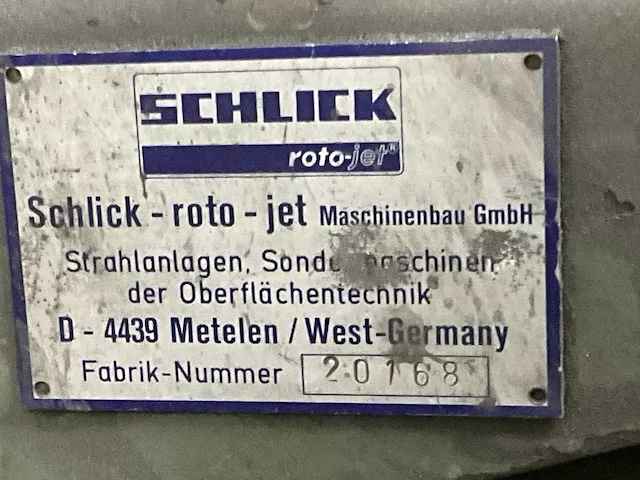 SCHLICK
roto-jet®
Schlick - roto - jet Maschinenbau GmbH
Strahlanlagen,
der Oberflächentechnik
D - 4439 Metelen / West-Germany
Fabrik-Nummer 20168